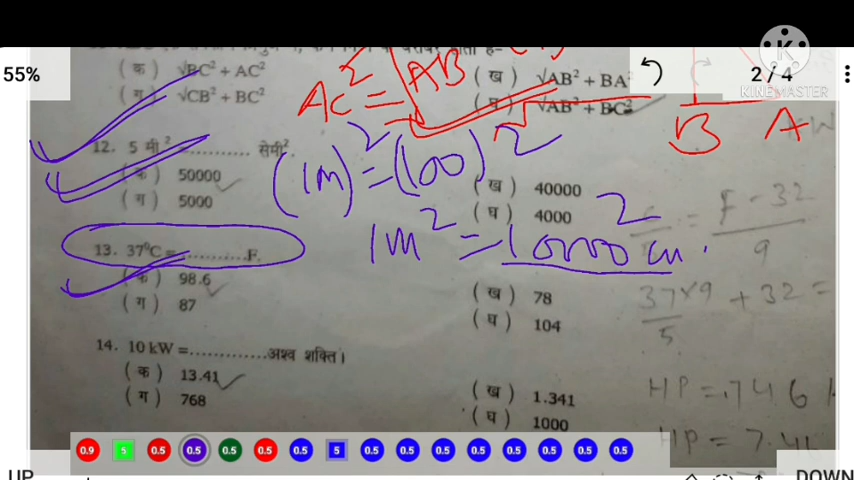 55%
2/4
KINEMASTER
( क ) √BC² + AC²
( ख ) √AB² + BA²
( ग ) √CB² + BC²
( घ ) √AB² + BC²
AC² = AB
B A
12. 5 मी² = ............ सेमी²
( क ) 50000
( ख ) 40000
( ग ) 5000
( घ ) 4000
(1m)² = (100)²
1m² = 10000 cm²
13. 37⁰C = ............F.
( क ) 98.6
( ख ) 78
( ग ) 87
( घ ) 104
= F - 32
9
37×9 + 32 =
5
14. 10 kW = ............अश्व शक्ति।
( क ) 13.41
( ख ) 1.341
( ग ) 768
( घ ) 1000
HP = .746
HP = 7.46
0.9 5 0.5 0.5 0.5 0.5 0.5 5 0.5 0.5 0.5 0.5 0.5 0.5 0.5 0.5
UP
DOWN